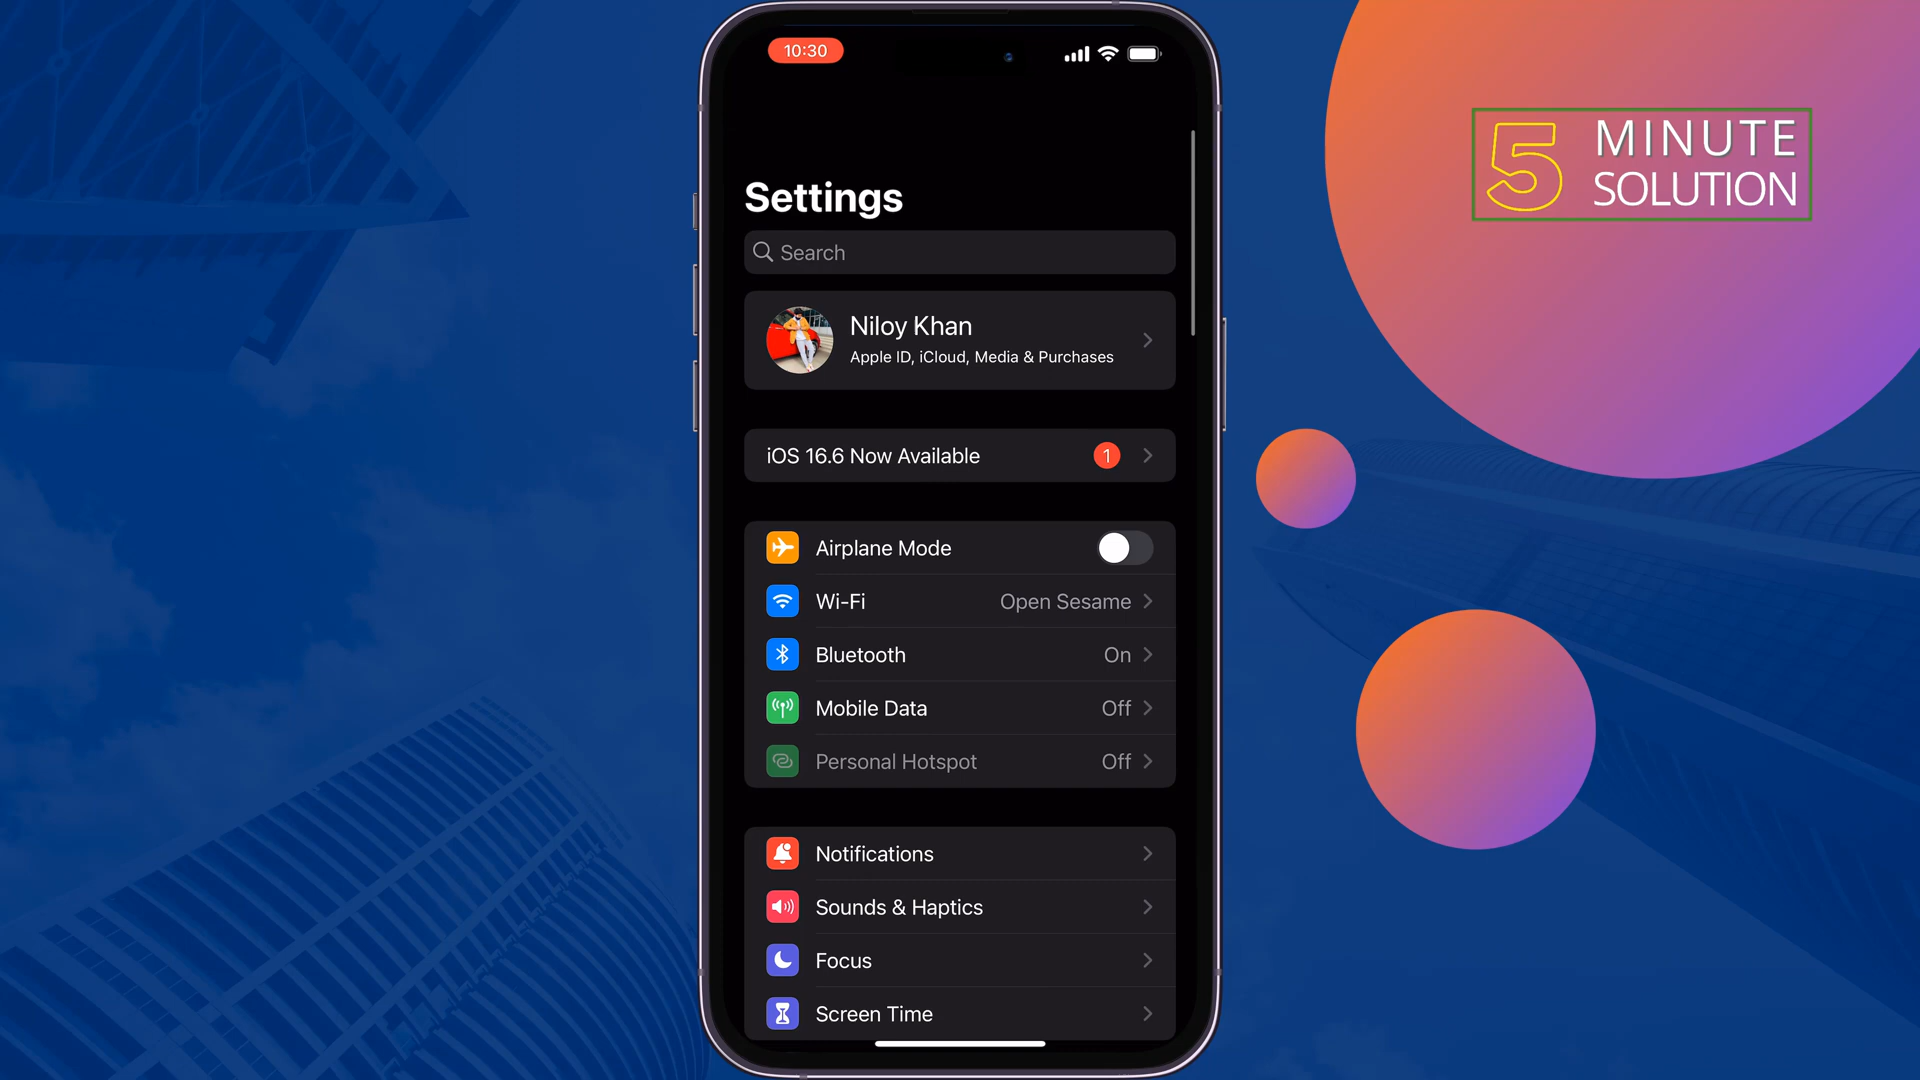 10:30
5 MINUTE
SOLUTION
Settings
Search
Niloy Khan
Apple ID, iCloud, Media & Purchases
iOS 16.6 Now Available 1
Airplane Mode
Wi-Fi Open Sesame
Bluetooth On
Mobile Data Off
Personal Hotspot Off
Notifications
Sounds & Haptics
Focus
Screen Time